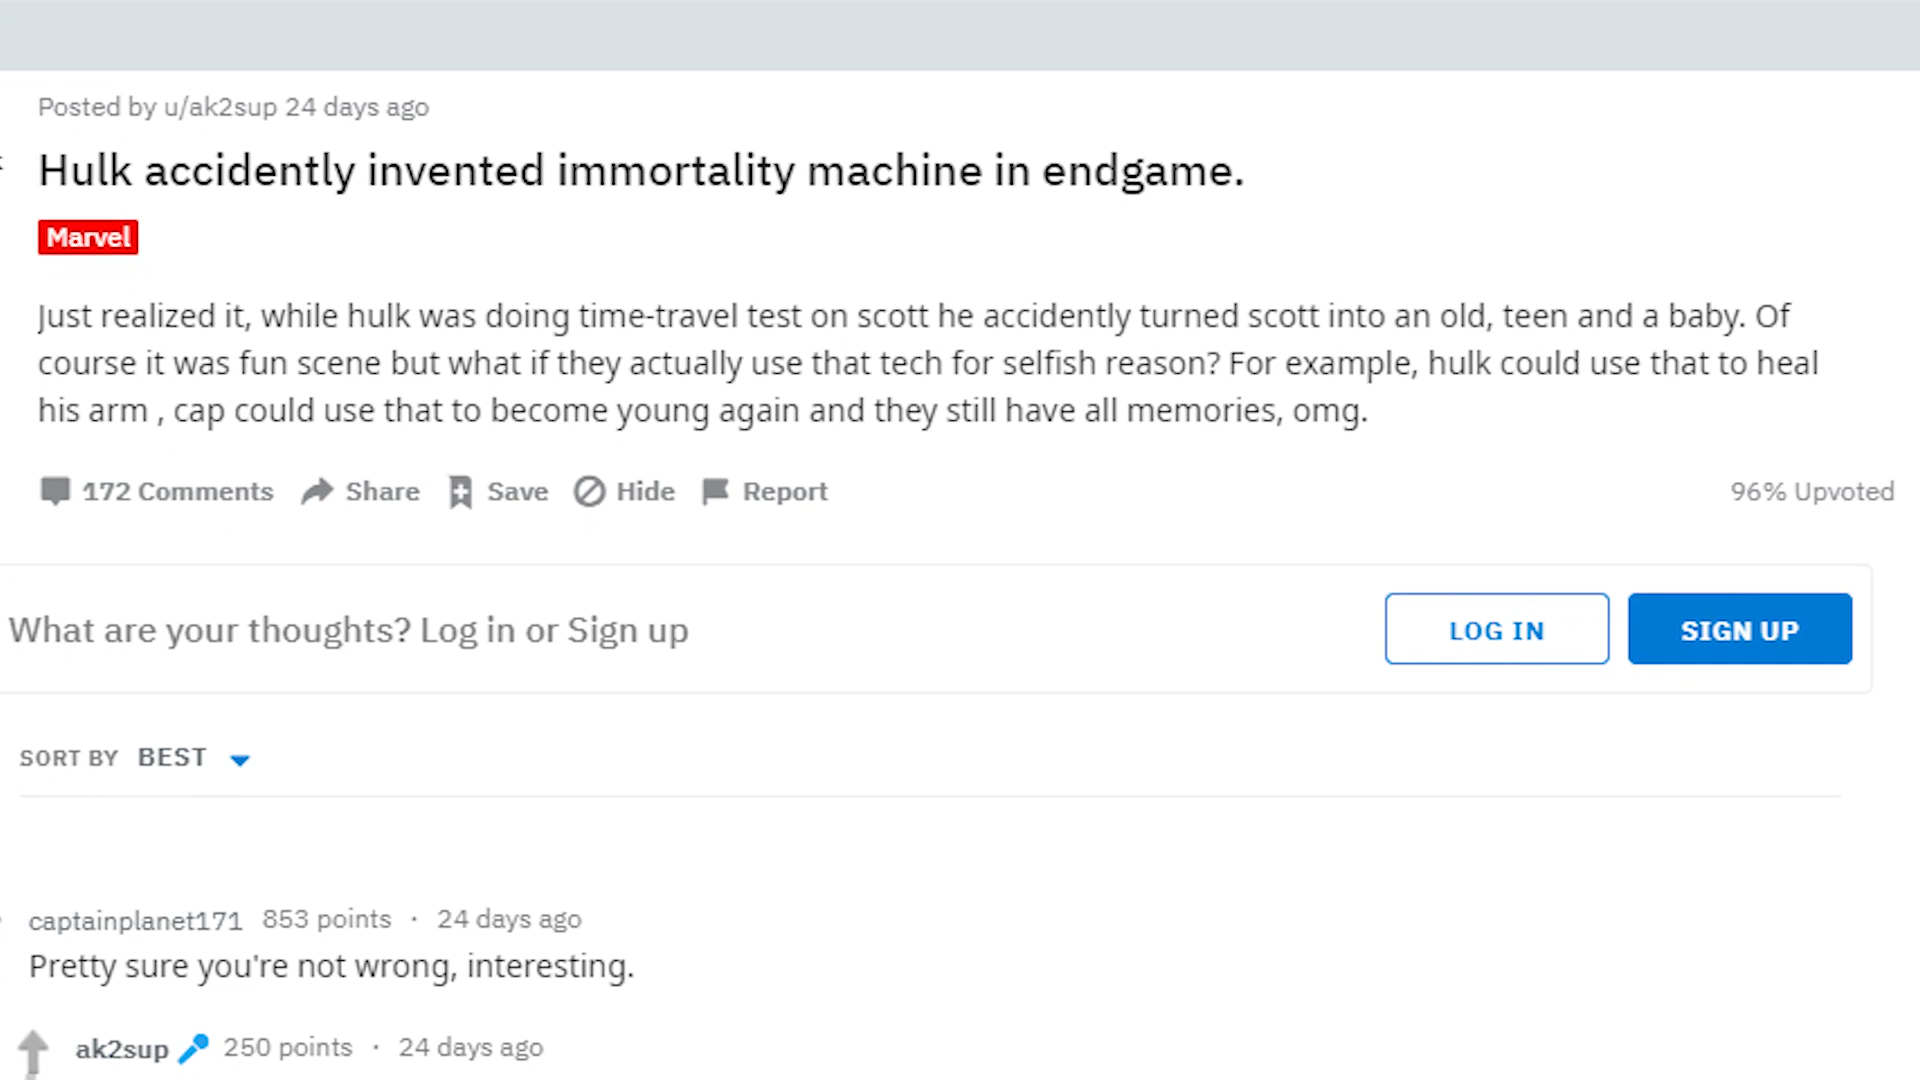 Posted by u/ak2sup 24 days ago
Hulk accidently invented immortality machine in endgame.
Marvel
Just realized it, while hulk was doing time-travel test on scott he accidently turned scott into an old, teen and a baby. Of
course it was fun scene but what if they actually use that tech for selfish reason? For example, hulk could use that to heal
his arm , cap could use that to become young again and they still have all memories, omg.
172 Comments Share Save Hide Report 96% Upvoted
What are your thoughts? Log in or Sign up LOG IN SIGN UP
SORT BY BEST
captainplanet171 853 points · 24 days ago
Pretty sure you're not wrong, interesting.
ak2sup 250 points · 24 days ago